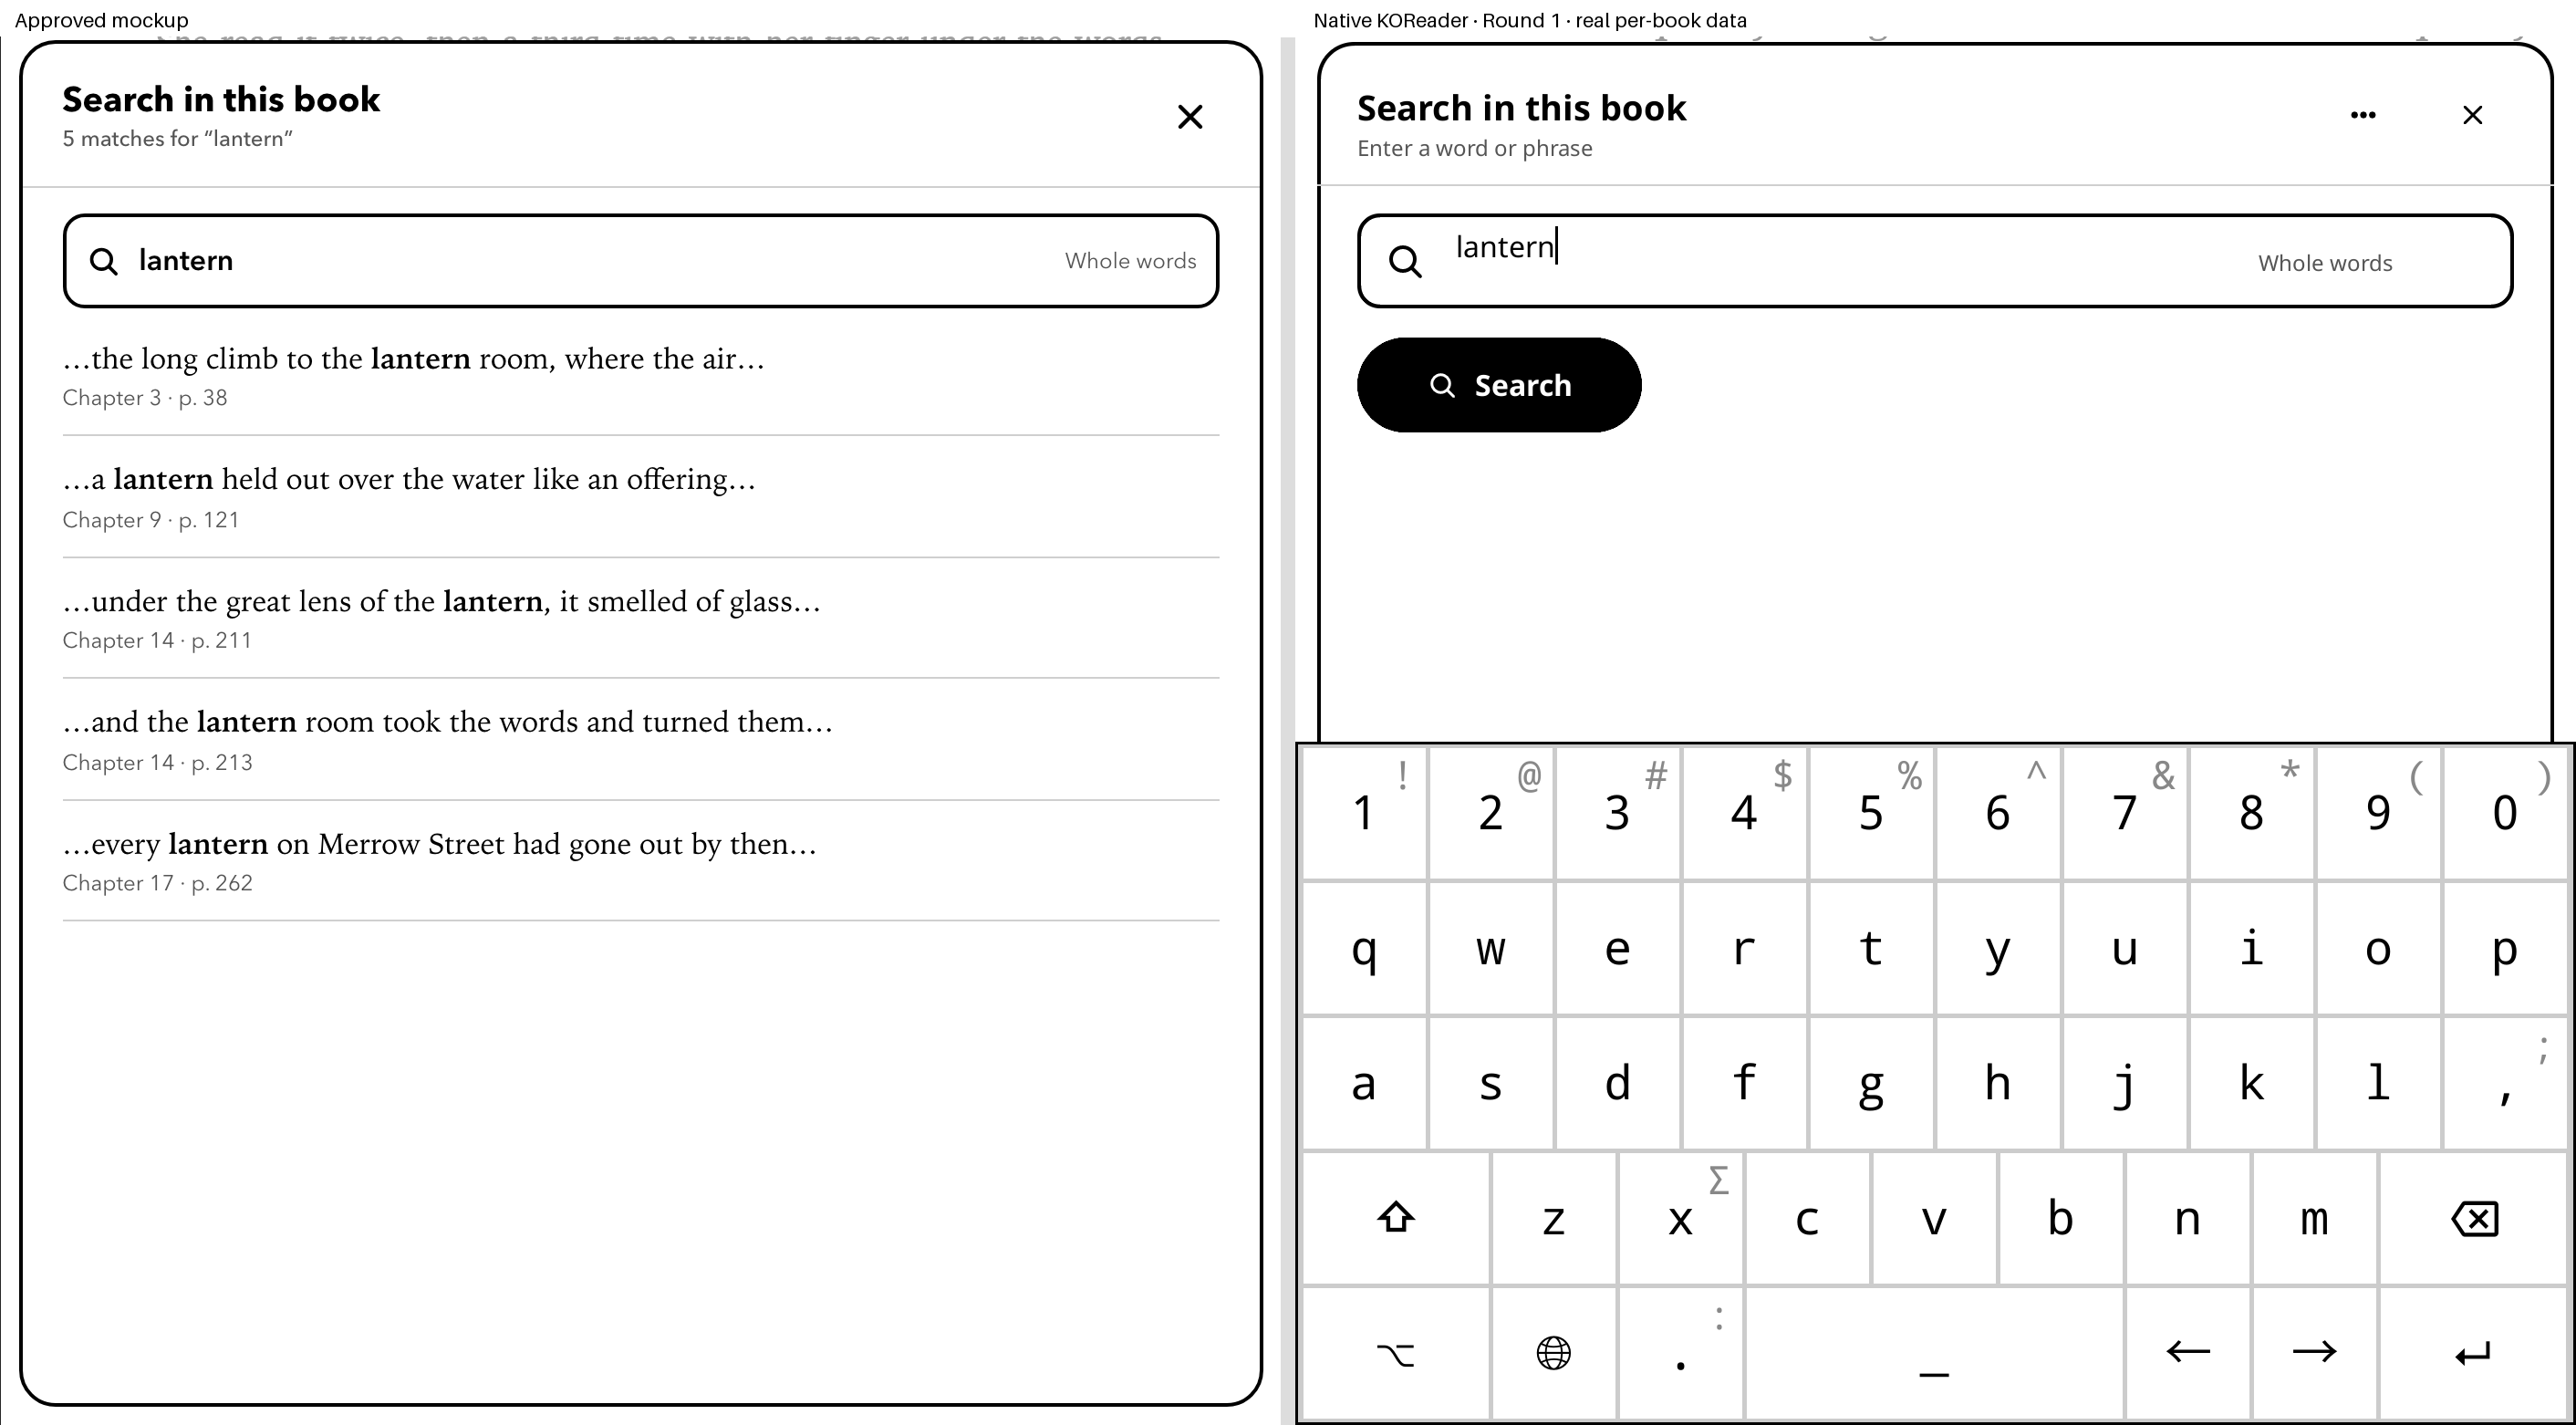 Approved mockup
Search in this book
5 matches for “lantern”
lantern
Whole words
…the long climb to the lantern room, where the air…
Chapter 3 · p. 38
…a lantern held out over the water like an offering…
Chapter 9 · p. 121
…under the great lens of the lantern, it smelled of glass…
Chapter 14 · p. 211
…and the lantern room took the words and turned them…
Chapter 14 · p. 213
…every lantern on Merrow Street had gone out by then…
Chapter 17 · p. 262
Native KOReader · Round 1 · real per-book data
Search in this book
Enter a word or phrase
lantern
Whole words
Search
1 ! 2 @ 3 # 4 $ 5 % 6 ^ 7 & 8 * 9 ( 0 )
q w e r t y u i o p
a s d f g h j k l , ;
z x Σ c v b n m
. : _